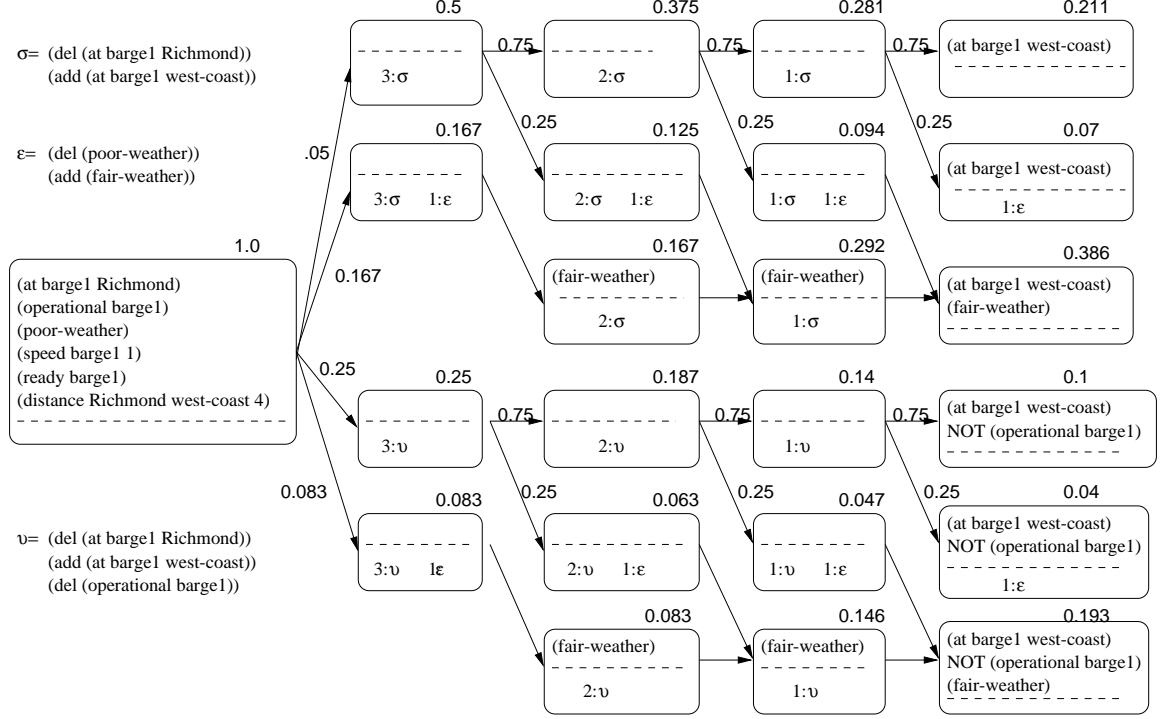 0.5 0.375 0.281 0.211
σ= (del (at barge1 Richmond))
(add (at barge1 west-coast))
3:σ
0.75
2:σ
0.75
1:σ
0.75
(at barge1 west-coast)
0.25 0.25 0.25
0.167 0.125 0.094 0.07
ε= (del (poor-weather))
(add (fair-weather))
.05
3:σ 1:ε
2:σ 1:ε
1:σ 1:ε
(at barge1 west-coast)
1:ε
1.0
0.167
0.167 0.292 0.386
(fair-weather)
2:σ
(fair-weather)
1:σ
(at barge1 west-coast)
(fair-weather)
(at barge1 Richmond)
(operational barge1)
(poor-weather)
(speed barge1 1)
(ready barge1)
(distance Richmond west-coast 4)
0.25
0.25 0.187 0.14 0.1
3:υ
0.75
2:υ
0.75
1:υ
0.75
(at barge1 west-coast)
NOT (operational barge1)
0.083
0.25 0.25 0.25
0.083 0.063 0.047 0.04
υ= (del (at barge1 Richmond))
(add (at barge1 west-coast))
(del (operational barge1))
3:υ 1ε
2:υ 1:ε
1:υ 1:ε
(at barge1 west-coast)
NOT (operational barge1)
1:ε
0.083 0.146 0.193
(fair-weather)
2:υ
(fair-weather)
1:υ
(at barge1 west-coast)
NOT (operational barge1)
(fair-weather)